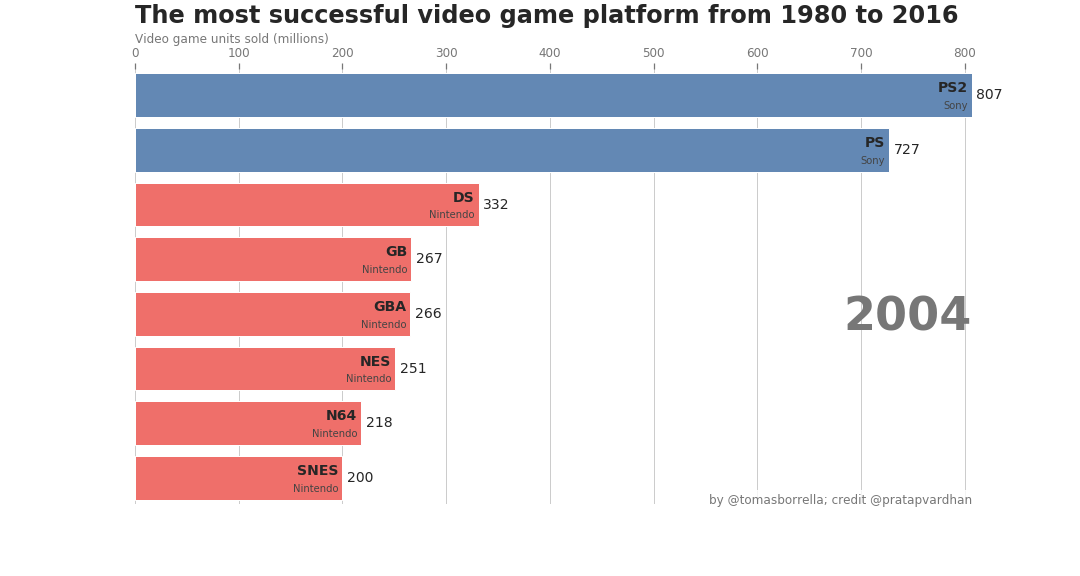 The most successful video game platform from 1980 to 2016
Video game units sold (millions)
0 100 200 300 400 500 600 700 800
PS2 807
Sony
PS 727
Sony
DS 332
Nintendo
GB 267
Nintendo
GBA 266
Nintendo
2004
NES 251
Nintendo
N64 218
Nintendo
SNES 200
Nintendo
by @tomasborrella; credit @pratapvardhan